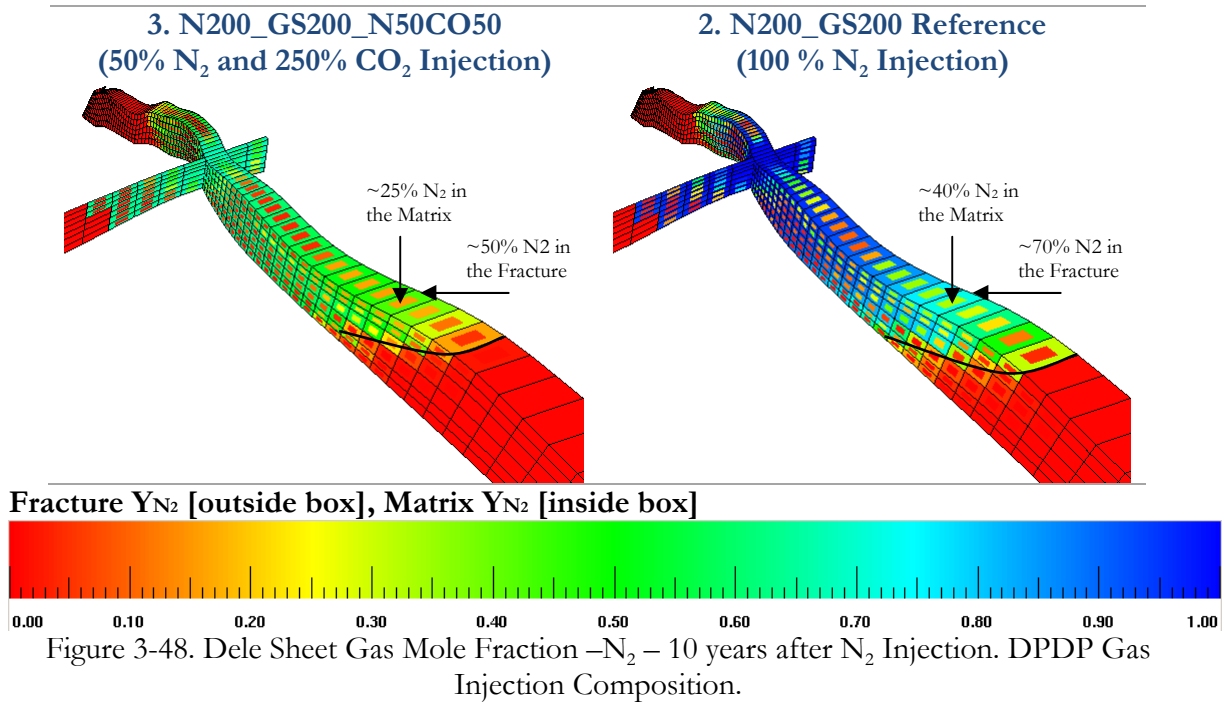 3. N200_GS200_N50CO50
(50% N₂ and 250% CO₂ Injection)
2. N200_GS200 Reference
(100 % N₂ Injection)
~25% N₂ in
the Matrix
~50% N2 in
the Fracture
~40% N₂ in
the Matrix
~70% N2 in
the Fracture
Fracture Y_N₂ [outside box], Matrix Y_N₂ [inside box]
0.00 0.10 0.20 0.30 0.40 0.50 0.60 0.70 0.80 0.90 1.00
Figure 3-48. Dele Sheet Gas Mole Fraction –N₂ – 10 years after N₂ Injection. DPDP Gas
Injection Composition.